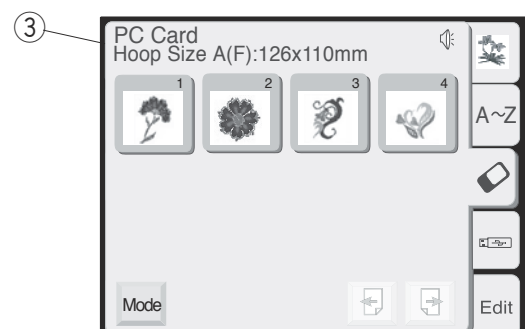 3
PC Card
Hoop Size A(F):126x110mm
1 2 3 4
A~Z
Mode
Edit